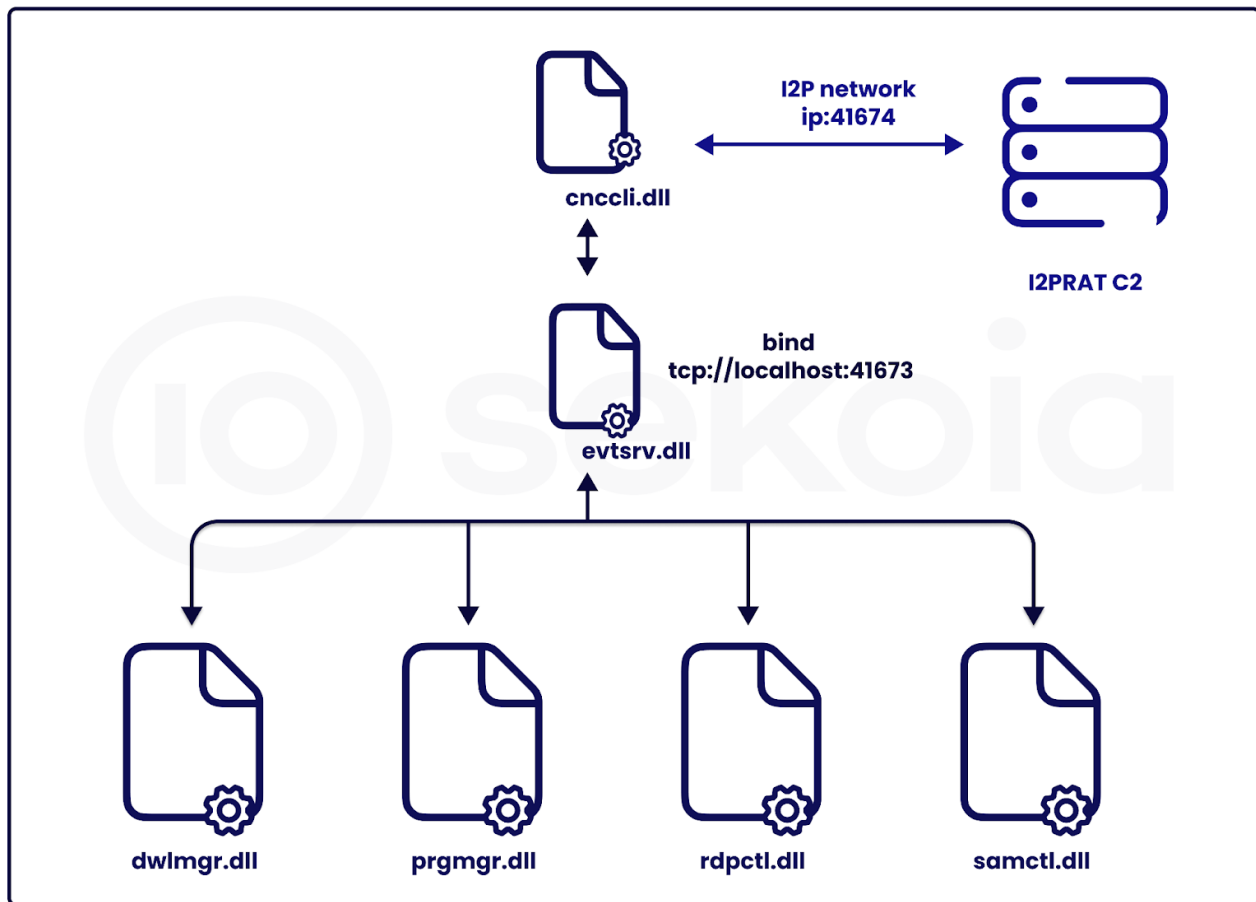 I2P network
ip:41674
cnccli.dll
I2PRAT C2
bind
tcp://localhost:41673
evtsrv.dll
sekoia
dwlmgr.dll
prgmgr.dll
rdpctl.dll
samctl.dll